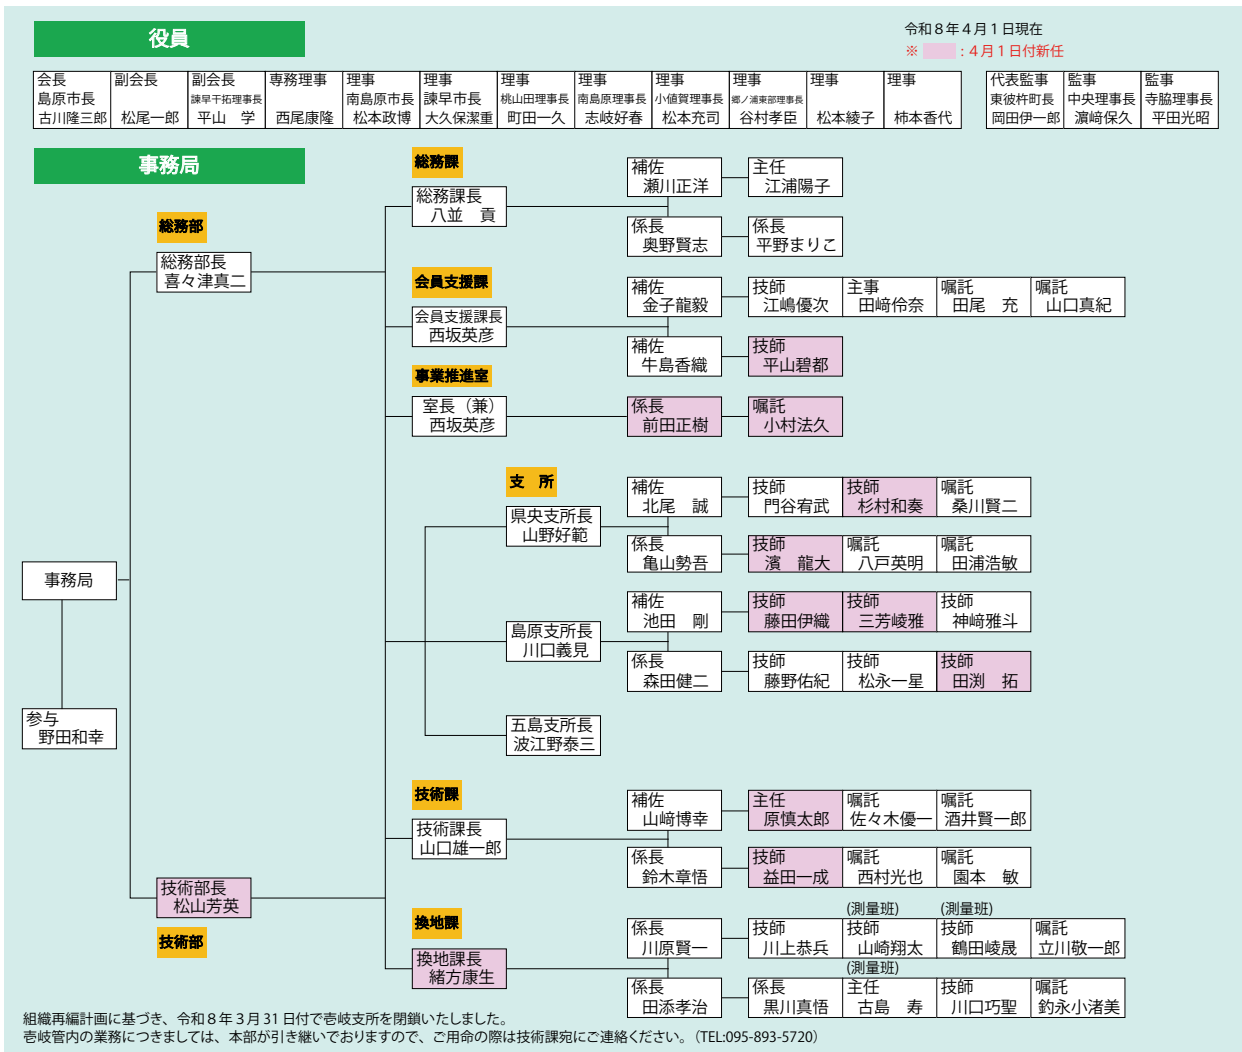 役員
令和８年４月１日現在
※　：４月１日付新任
会長 島原市長 古川隆三郎
副会長 松尾一郎
副会長 諫早干拓理事長 平山　学
専務理事 西尾康隆
理事 南島原市長 松本政博
理事 諫早市長 大久保潔重
理事 桃山田理事長 町田一久
理事 南島原理事長 志岐好春
理事 小値賀理事長 松本充司
理事 郷ノ浦東部理事長 谷村孝臣
理事 松本綾子
理事 柿本香代
代表監事 東彼杵町長 岡田伊一郎
監事 中央理事長 濵﨑保久
監事 寺脇理事長 平田光昭
事務局
事務局
参与 野田和幸
総務部
総務部長 喜々津真二
総務課
総務課長 八並　貢
補佐 瀬川正洋
主任 江浦陽子
係長 奥野賢志
係長 平野まりこ
会員支援課
会員支援課長 西坂英彦
補佐 金子龍毅
技師 江嶋優次
主事 田﨑伶奈
嘱託 田尾　充
嘱託 山口真紀
補佐 牛島香織
技師 平山碧都
事業推進室
室長（兼） 西坂英彦
係長 前田正樹
嘱託 小村法久
支　所
県央支所長 山野好範
補佐 北尾　誠
技師 門谷宥武
技師 杉村和奏
嘱託 桑川賢二
係長 亀山勢吾
技師 濱　龍大
嘱託 八戸英明
嘱託 田浦浩敏
島原支所長 川口義見
補佐 池田　剛
技師 藤田伊織
技師 三芳崚雅
技師 神﨑雅斗
係長 森田健二
技師 藤野佑紀
技師 松永一星
技師 田渕　拓
五島支所長 波江野泰三
技術課
技術課長 山口雄一郎
補佐 山﨑博幸
主任 原慎太郎
嘱託 佐々木優一
嘱託 酒井賢一郎
係長 鈴木章悟
技師 益田一成
嘱託 西村光也
嘱託 園本　敏
技術部長 松山芳英
技術部
換地課
換地課長 緒方康生
係長 川原賢一
技師 川上恭兵
(測量班) 技師 山崎翔太
(測量班) 技師 鶴田崚晟
嘱託 立川敬一郎
係長 田添孝治
係長 黒川真悟
(測量班) 主任 古島　寿
技師 川口巧聖
嘱託 釣永小渚美
組織再編計画に基づき、令和８年３月31日付で壱岐支所を閉鎖いたしました。
壱岐管内の業務につきましては、本部が引き継いでおりますので、ご用命の際は技術課宛にご連絡ください。（TEL:095-893-5720）